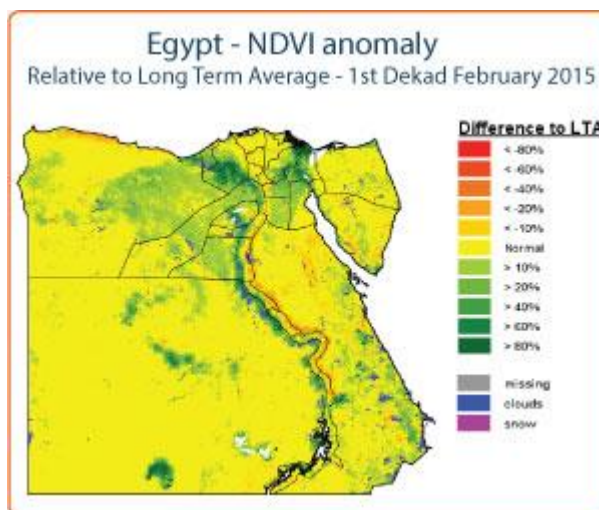 Egypt - NDVI anomaly
Relative to Long Term Average - 1st Dekad February 2015
Difference to LTA
< -80%
< -60%
< -40%
< -20%
< -10%
Normal
> 10%
> 20%
> 40%
> 60%
> 80%
missing
clouds
snow